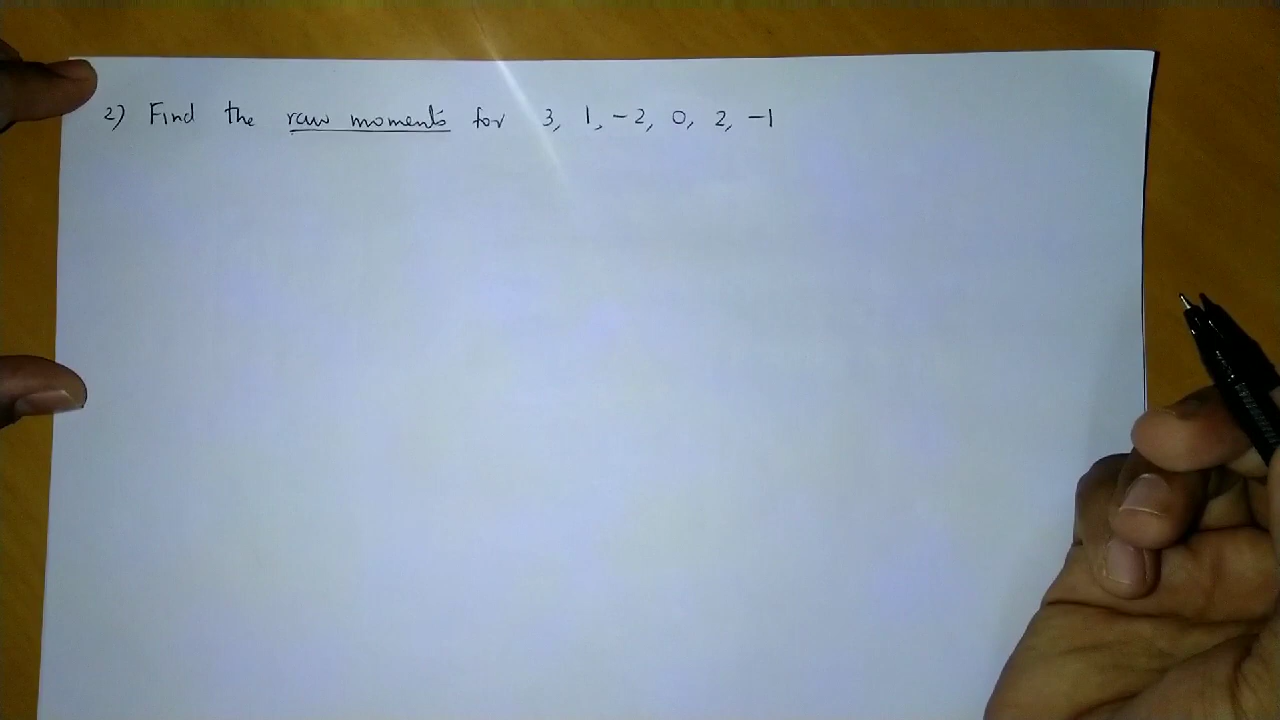 2) Find the raw moments for 3, 1, -2, 0, 2, -1